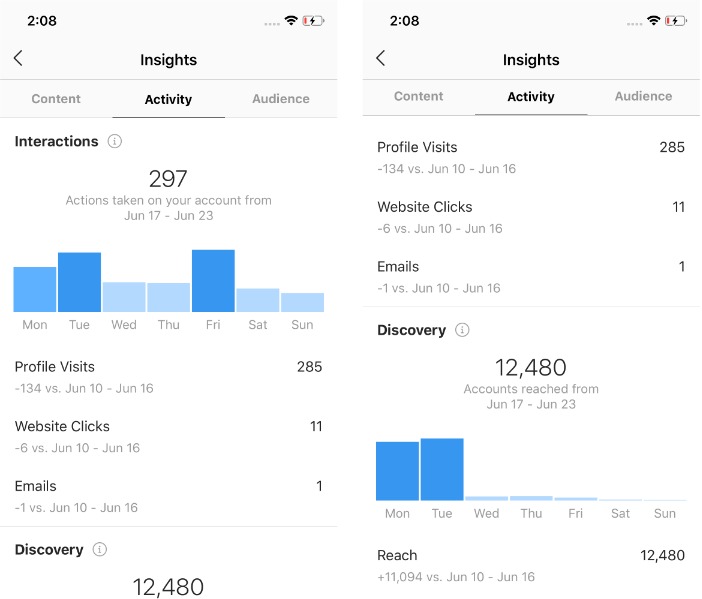 2:08
Insights
Content Activity Audience
Interactions
297
Actions taken on your account from
Jun 17 - Jun 23
Mon Tue Wed Thu Fri Sat Sun
Profile Visits 285
-134 vs. Jun 10 - Jun 16
Website Clicks 11
-6 vs. Jun 10 - Jun 16
Emails 1
-1 vs. Jun 10 - Jun 16
Discovery
12,480
2:08
Insights
Content Activity Audience
Profile Visits 285
-134 vs. Jun 10 - Jun 16
Website Clicks 11
-6 vs. Jun 10 - Jun 16
Emails 1
-1 vs. Jun 10 - Jun 16
Discovery
12,480
Accounts reached from
Jun 17 - Jun 23
Mon Tue Wed Thu Fri Sat Sun
Reach 12,480
+11,094 vs. Jun 10 - Jun 16